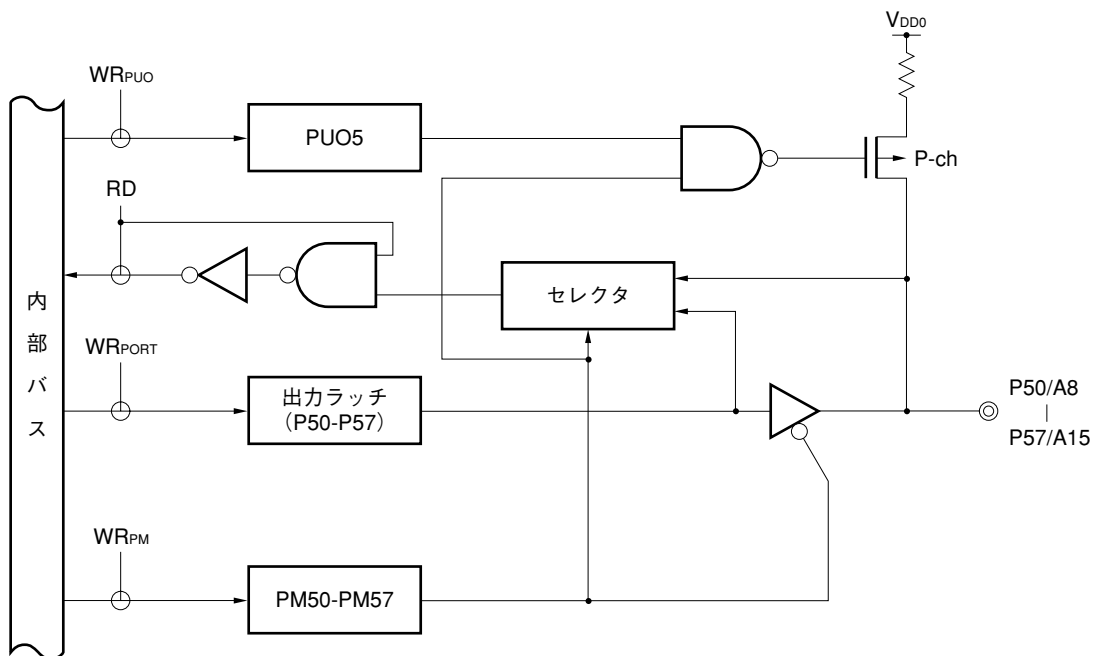 VDD0
WRPUO
PUO5
P-ch
RD
セレクタ
内部バス
WRPORT
出力ラッチ
(P50-P57)
P50/A8
|
P57/A15
WRPM
PM50-PM57